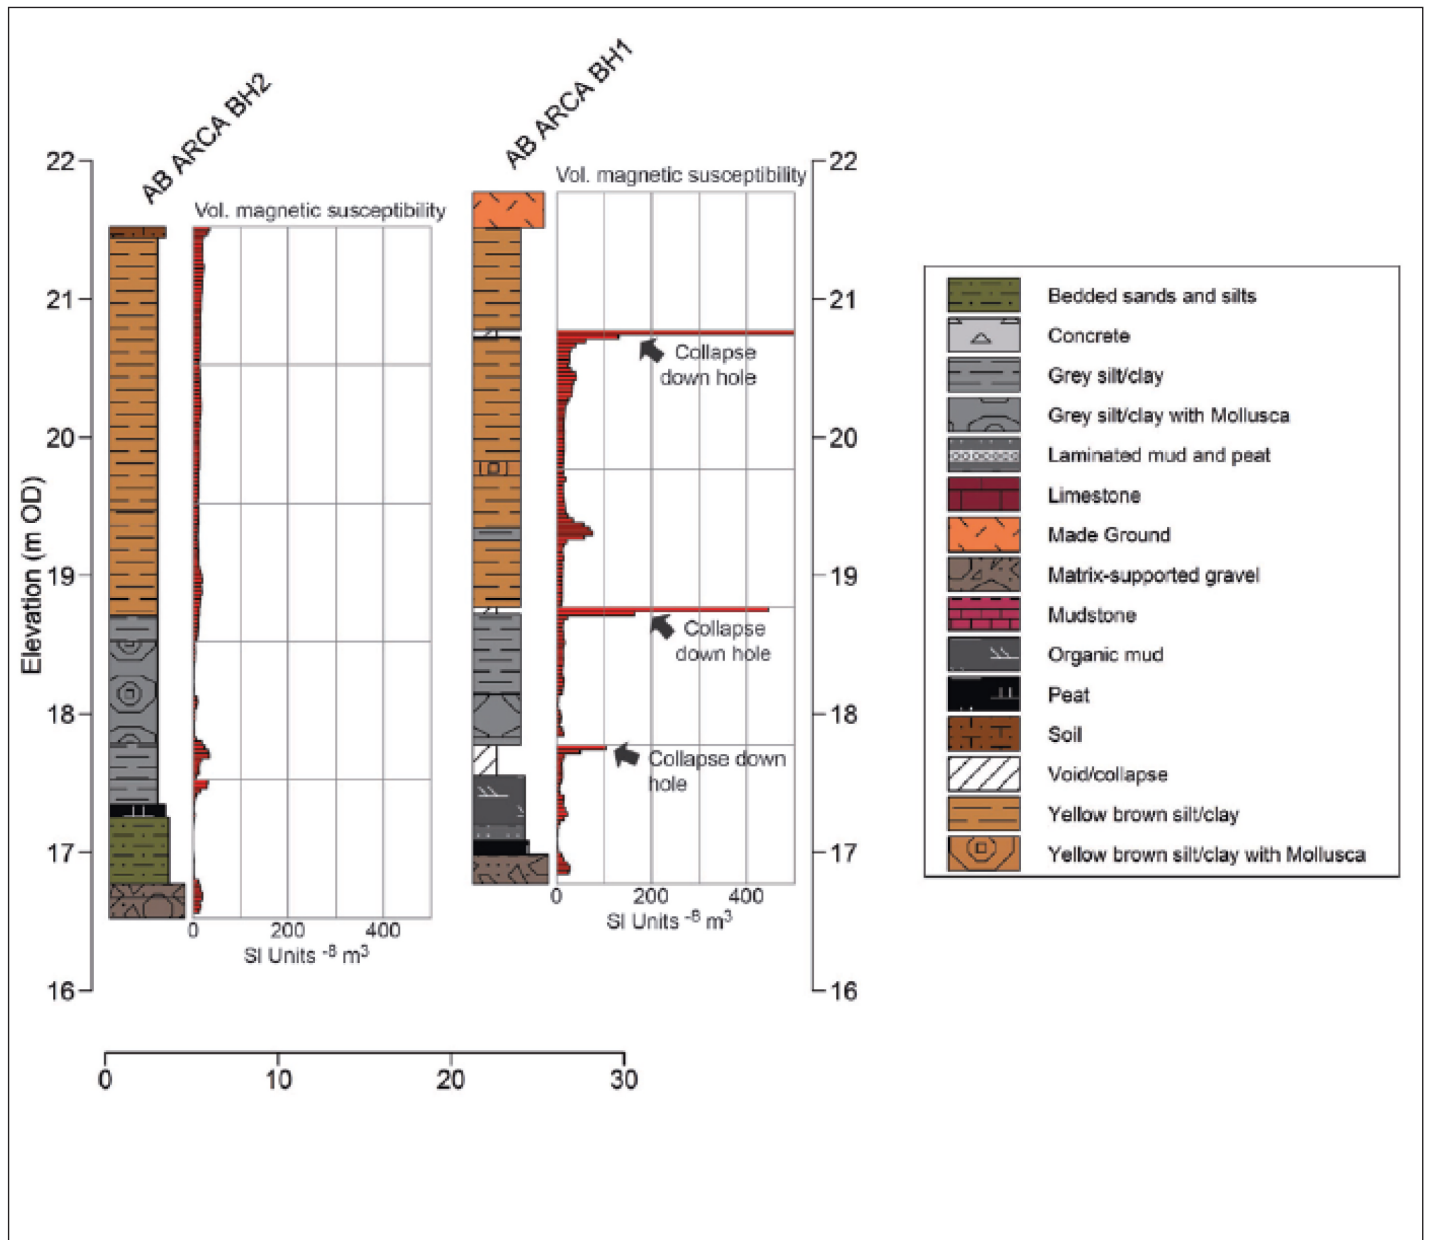 AB ARCA BH2
AB ARCA BH1
22
22
Vol. magnetic susceptibility
Vol. magnetic susceptibility
21
21
Collapse
down hole
20
20
Elevation (m OD)
19
19
Collapse
down hole
18
18
Collapse down
hole
17
17
0
200
400
SI Units -8 m3
0
200
400
SI Units -8 m3
16
16
0
10
20
30
Bedded sands and silts
Concrete
Grey silt/clay
Grey silt/clay with Mollusca
Laminated mud and peat
Limestone
Made Ground
Matrix-supported gravel
Mudstone
Organic mud
Peat
Soil
Void/collapse
Yellow brown silt/clay
Yellow brown silt/clay with Mollusca